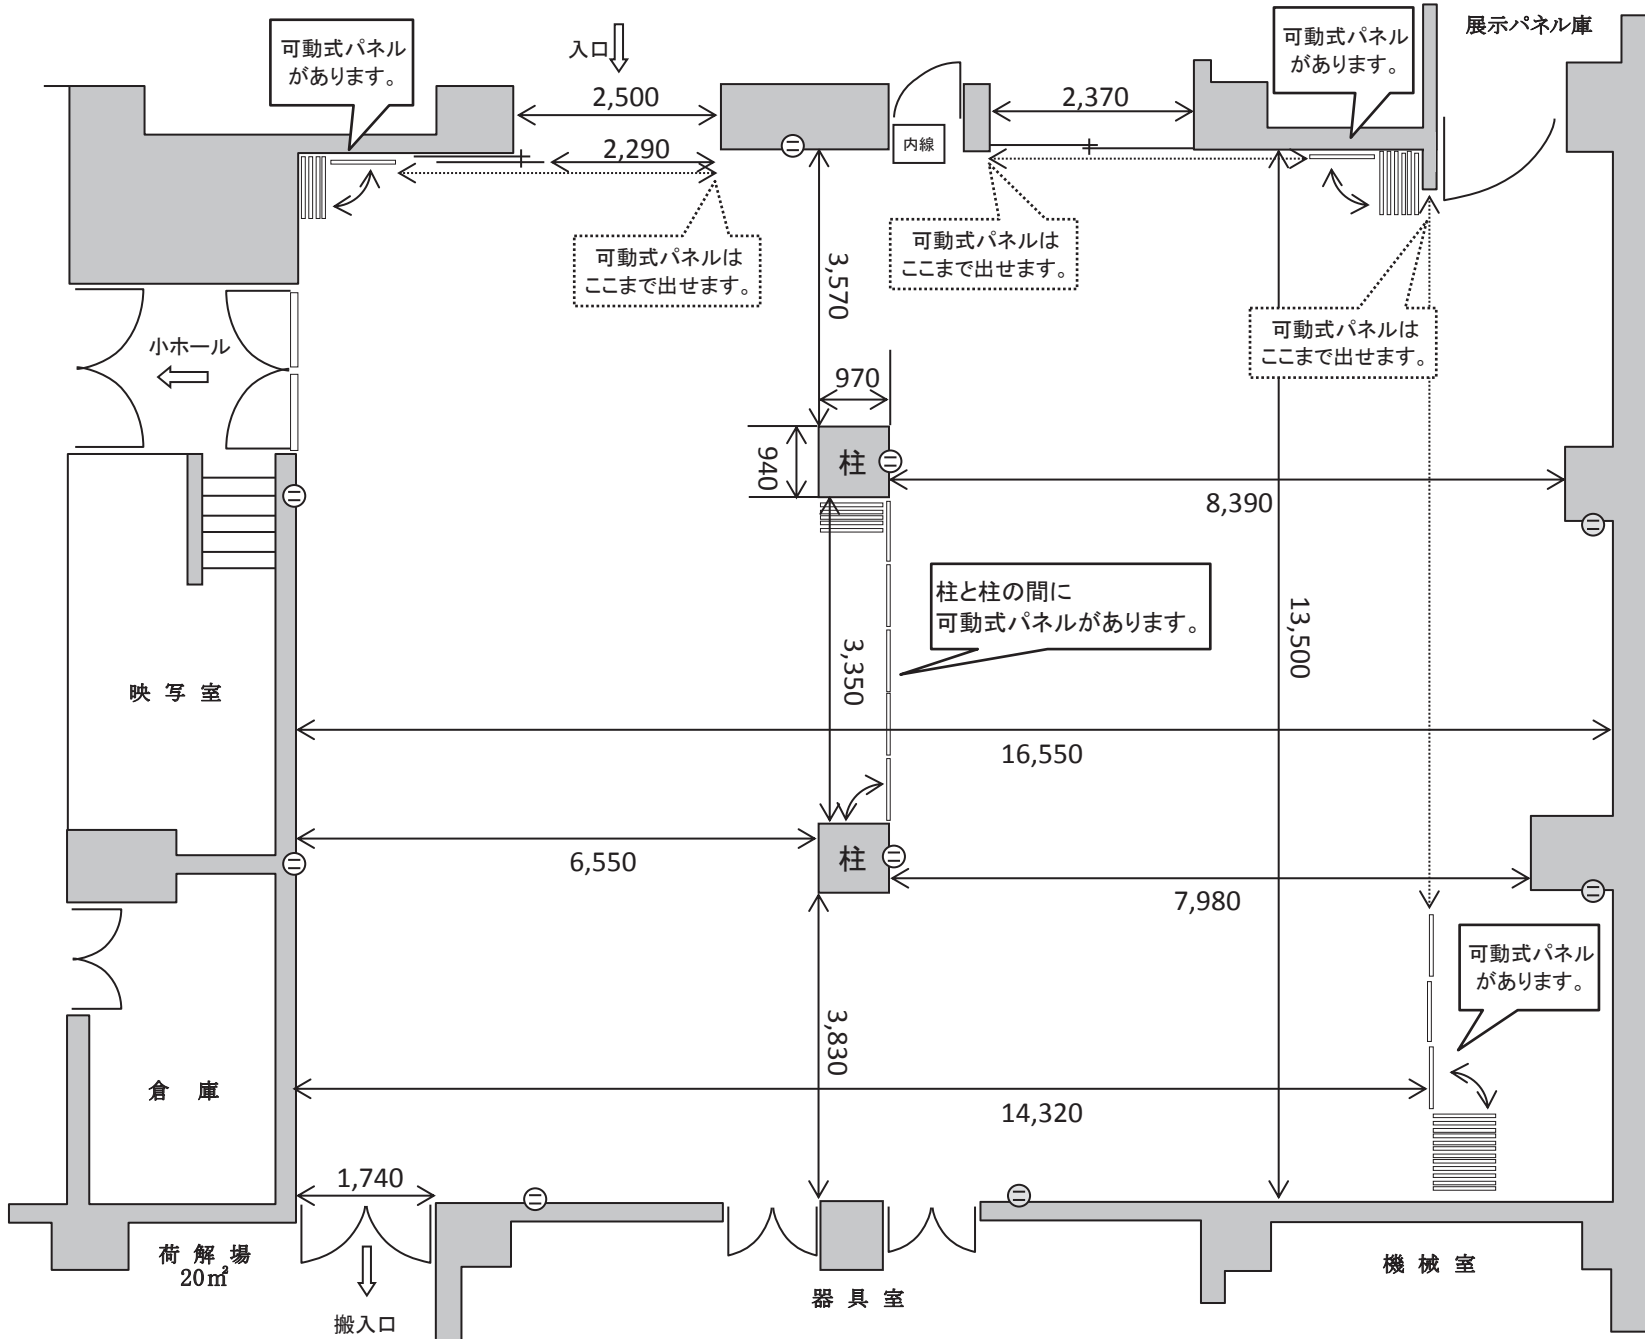 展示パネル庫
可動式パネル
があります。
入口
可動式パネル
があります。
2,500
2,370
2,290
内線
可動式パネルは
ここまで出せます。
可動式パネルは
ここまで出せます。
3,570
可動式パネルは
ここまで出せます。
小ホール
970
940
柱
8,390
柱と柱の間に
可動式パネルがあります。
13,500
3,350
映写室
16,550
6,550
柱
7,980
可動式パネル
があります。
3,830
倉庫
14,320
1,740
荷解場
20㎡
搬入口
器具室
機械室